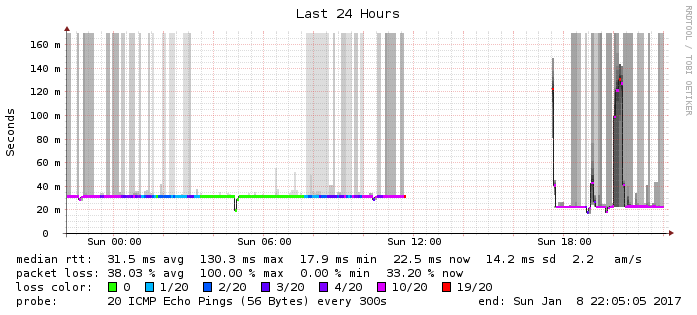 Last 24 Hours
RRDTOOL / TOBI OETIKER
Seconds
160 m
140 m
120 m
100 m
80 m
60 m
40 m
20 m
0
Sun 00:00 Sun 06:00 Sun 12:00 Sun 18:00
median rtt: 31.5 ms avg 130.3 ms max 17.9 ms min 22.5 ms now 14.2 ms sd 2.2 am/s
packet loss: 38.03 % avg 100.00 % max 0.00 % min 33.20 % now
loss color: 0 1/20 2/20 3/20 4/20 10/20 19/20
probe: 20 ICMP Echo Pings (56 Bytes) every 300s end: Sun Jan 8 22:05:05 2017